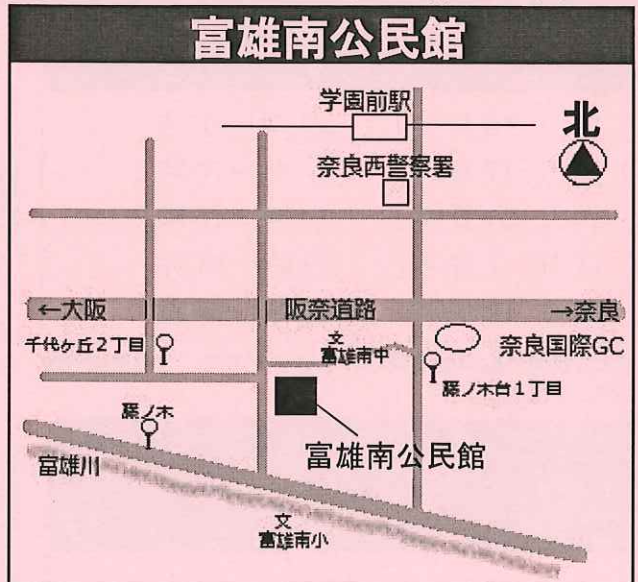 富雄南公民館
学園前駅
北
奈良西警察署
←大阪
阪奈道路
→奈良
千代ヶ丘2丁目
文
富雄南中
奈良国際GC
藤ノ木台1丁目
藤ノ木
富雄南公民館
富雄川
文
富雄南小